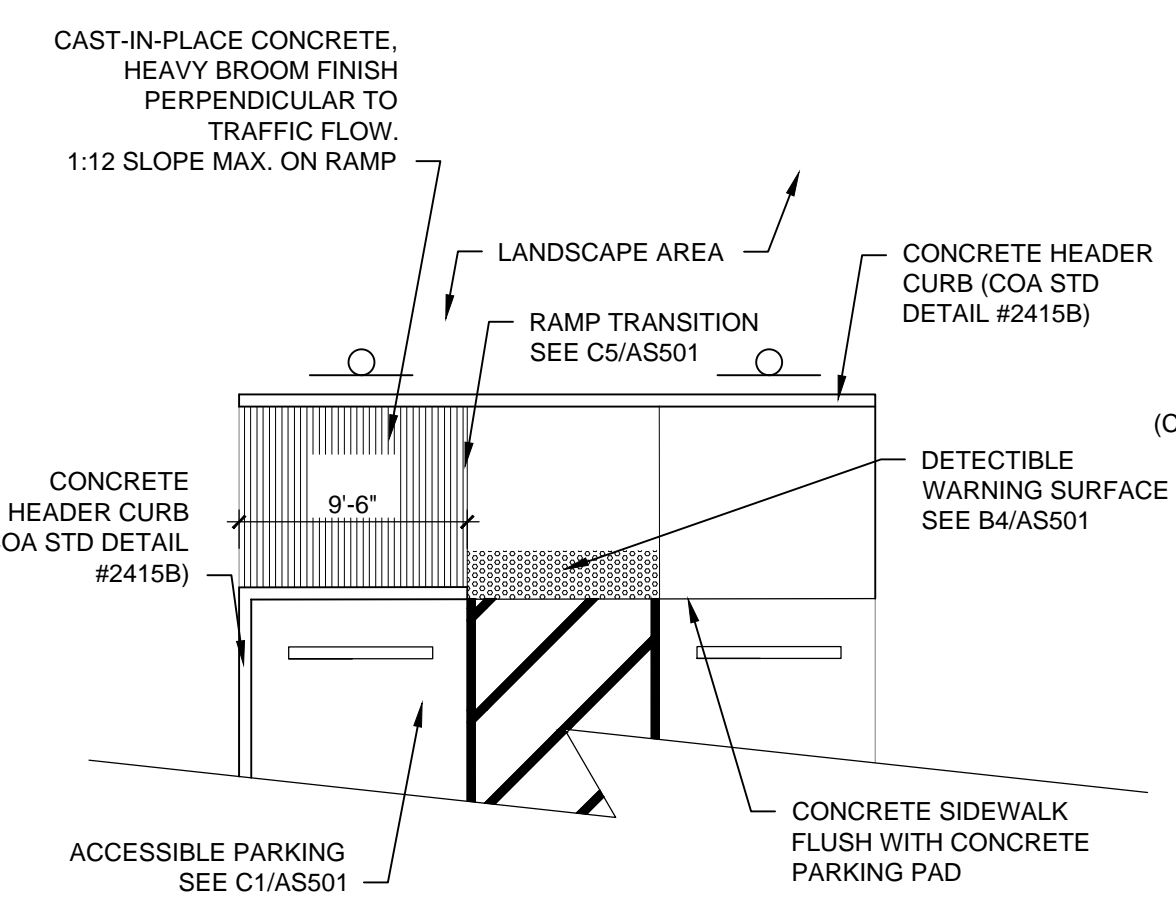 CAST-IN-PLACE CONCRETE,
HEAVY BROOM FINISH
PERPENDICULAR TO
TRAFFIC FLOW.
1:12 SLOPE MAX. ON RAMP
LANDSCAPE AREA
CONCRETE HEADER
CURB (COA STD
DETAIL #2415B)
RAMP TRANSITION
SEE C5/AS501
DETECTIBLE
WARNING SURFACE
SEE B4/AS501
CONCRETE
HEADER CURB
OA STD DETAIL
#2415B)
9'-6"
CONCRETE SIDEWALK
FLUSH WITH CONCRETE
PARKING PAD
ACCESSIBLE PARKING
SEE C1/AS501